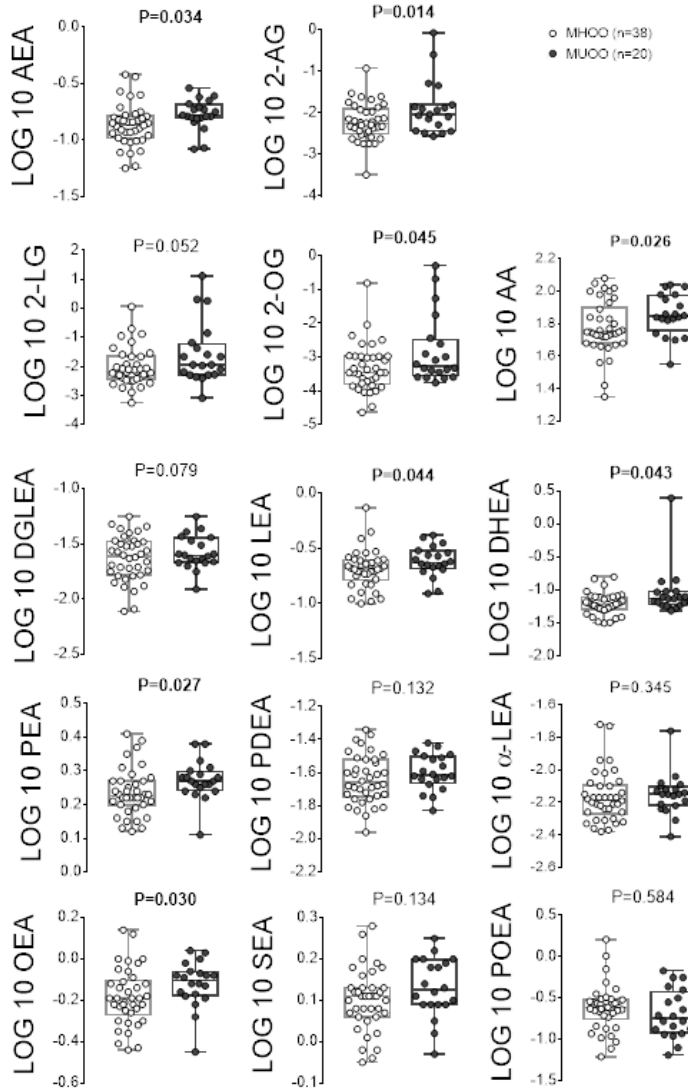 P=0.034
P=0.014
○ MHOO (n=38)
● MUOO (n=20)
LOG 10 AEA
0.0
-0.5
-1.0
-1.5
LOG 10 2-AG
0
-1
-2
-3
-4
P=0.052
P=0.045
P=0.026
LOG 10 2-LG
2
1
0
-1
-2
-3
-4
LOG 10 2-OG
0
-1
-2
-3
-4
-5
LOG 10 AA
2.2
2.0
1.8
1.6
1.4
1.2
P=0.079
P=0.044
P=0.043
LOG 10 DGLEA
-1.0
-1.5
-2.0
-2.5
LOG 10 LEA
0.0
-0.5
-1.0
-1.5
LOG 10 DHEA
0.5
0.0
-0.5
-1.0
-1.5
-2.0
P=0.027
P=0.132
P=0.345
LOG 10 PEA
0.5
0.4
0.3
0.2
0.1
0.0
LOG 10 PDEA
-1.2
-1.4
-1.6
-1.8
-2.0
-2.2
LOG 10 α-LEA
-1.6
-1.8
-2.0
-2.2
-2.4
-2.6
P=0.030
P=0.134
P=0.584
LOG 10 OEA
0.2
0.0
-0.2
-0.4
-0.6
LOG 10 SEA
0.3
0.2
0.1
0.0
-0.1
LOG 10 POEA
0.5
0.0
-0.5
-1.0
-1.5